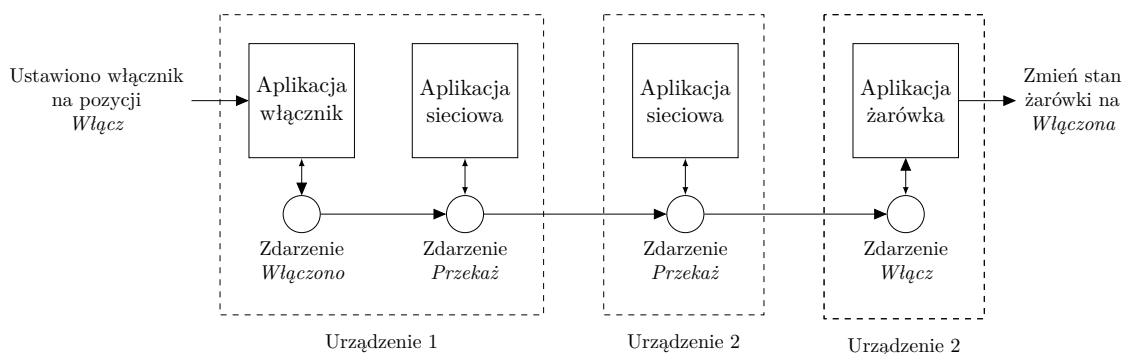 Ustawiono włącznik
na pozycji
Włącz
Aplikacja
włącznik
Aplikacja
sieciowa
Aplikacja
sieciowa
Aplikacja
żarówka
Zmień stan
żarówki na
Włączona
Zdarzenie
Włączono
Zdarzenie
Przekaż
Zdarzenie
Przekaż
Zdarzenie
Włącz
Urządzenie 1
Urządzenie 2
Urządzenie 2